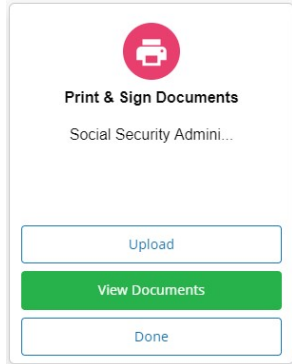 Print & Sign Documents
Social Security Admini...
Upload
View Documents
Done